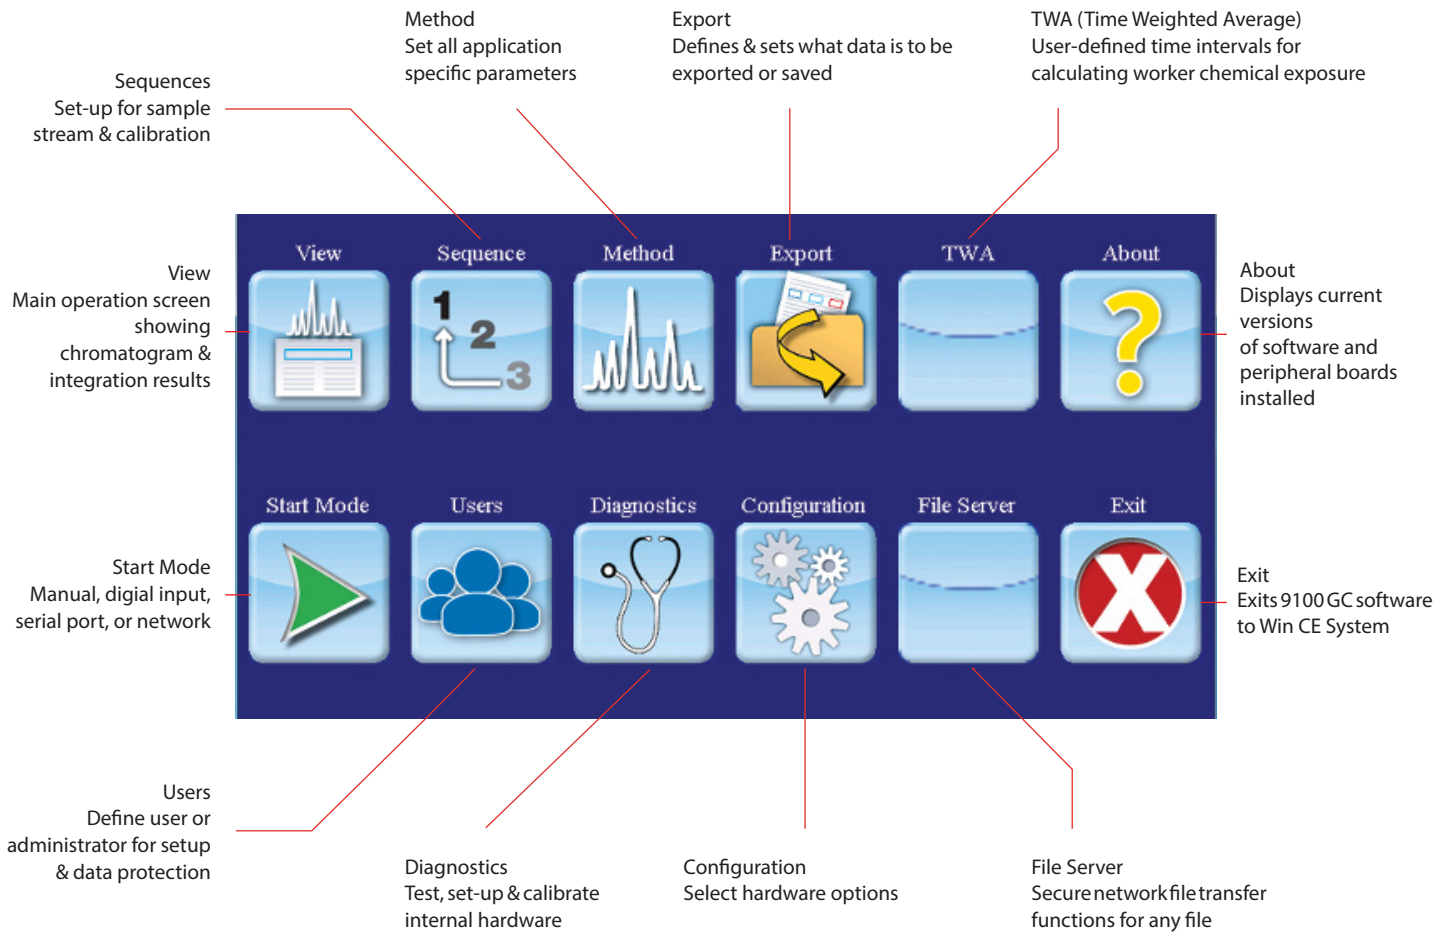 Method
Set all application
specific parameters
Export
Defines & sets what data is to be
exported or saved
TWA (Time Weighted Average)
User-defined time intervals for
calculating worker chemical exposure
Sequences
Set-up for sample
stream & calibration
View
Sequence
Method
Export
TWA
About
1
2
3
View
Main operation screen
showing
chromatogram &
integration results
About
Displays current
versions
of software and
peripheral boards
installed
Start Mode
Users
Diagnostics
Configuration
File Server
Exit
Start Mode
Manual, digial input,
serial port, or network
Exit
Exits 9100 GC software
to Win CE System
Users
Define user or
administrator for setup
& data protection
Diagnostics
Test, set-up & calibrate
internal hardware
Configuration
Select hardware options
File Server
Secure network file transfer
functions for any file